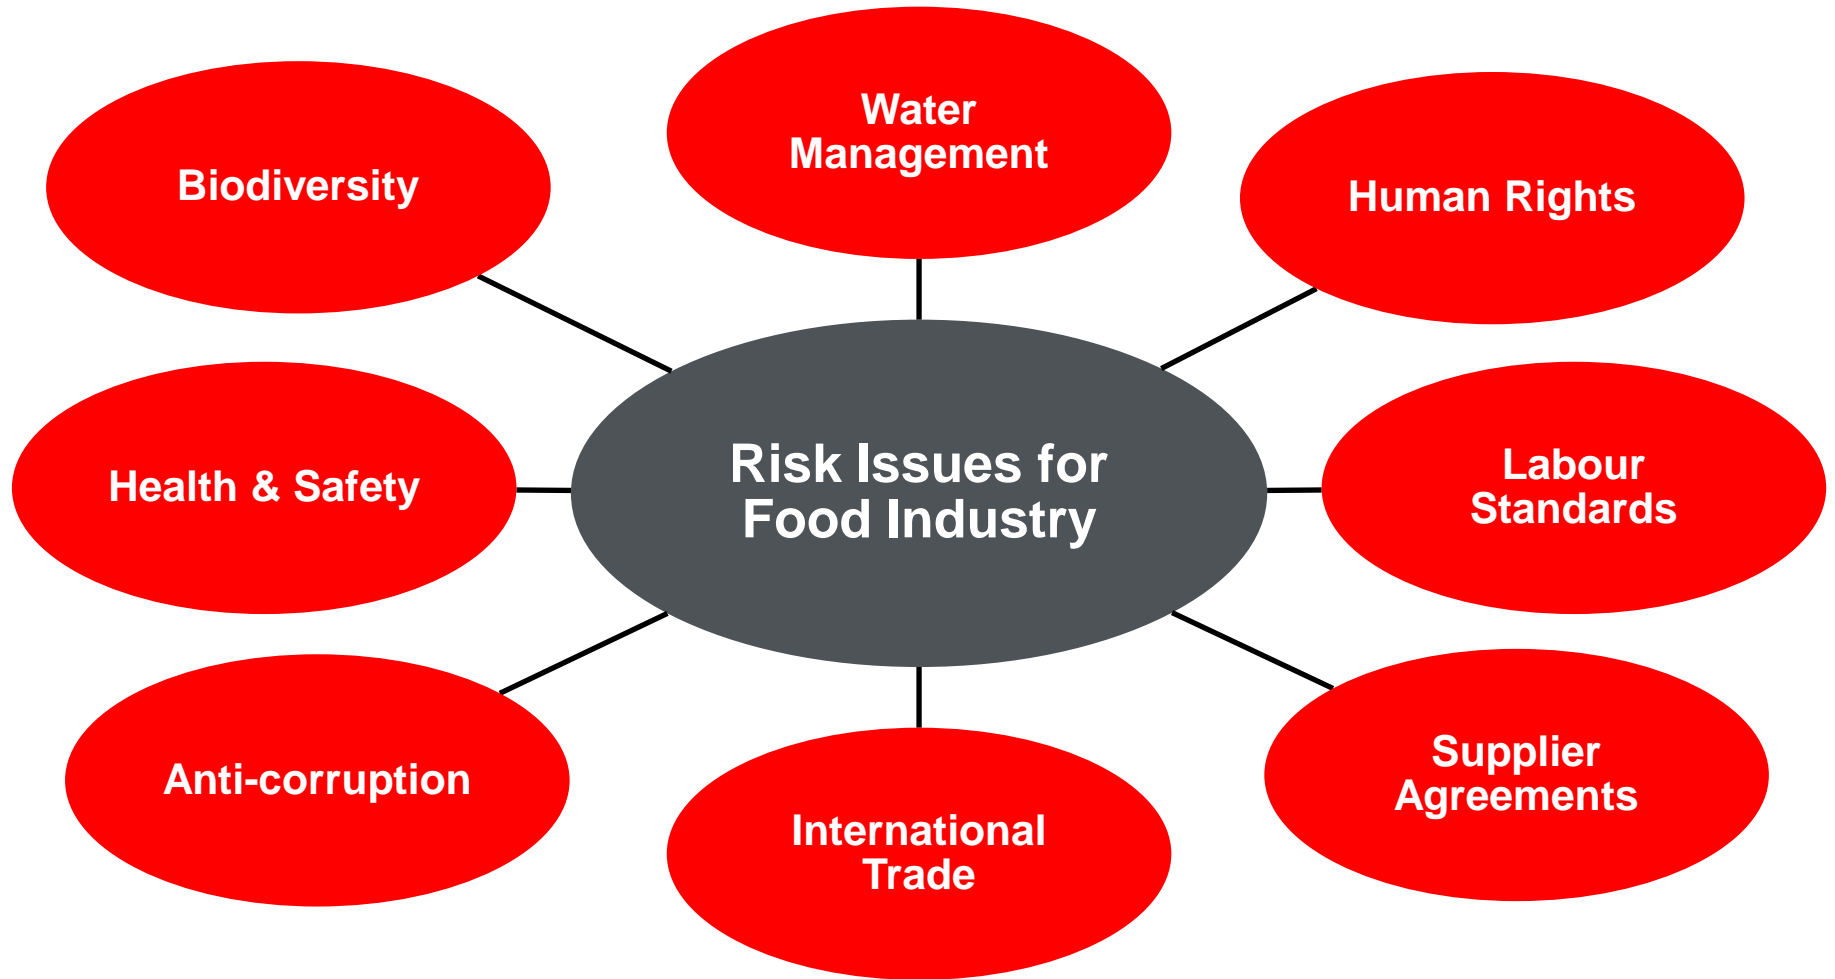 Water
Management
Biodiversity
Human Rights
Health & Safety
Risk Issues for
Food Industry
Labour
Standards
Anti-corruption
Supplier
Agreements
International
Trade